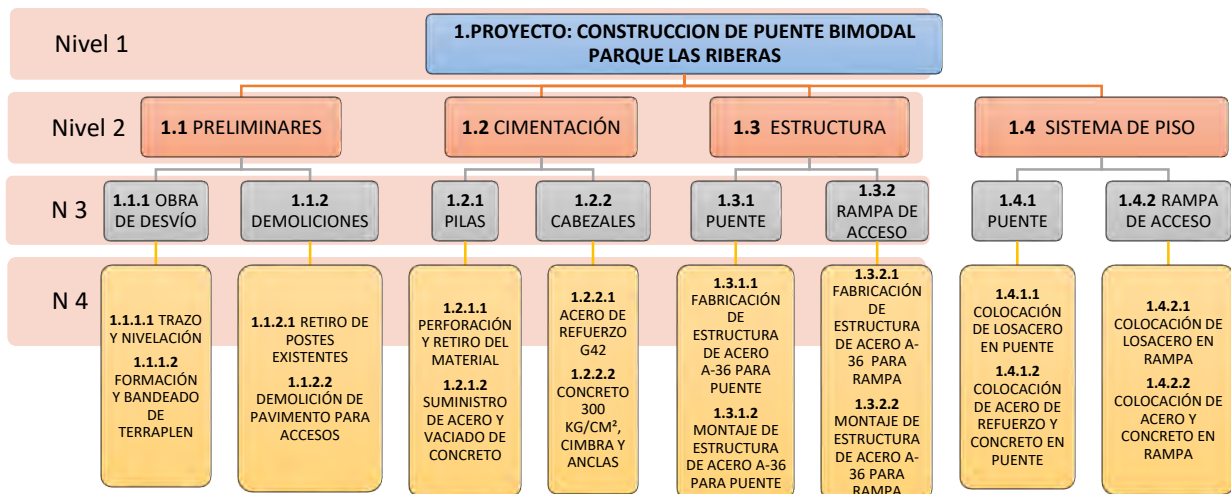 Nivel 1
1.PROYECTO: CONSTRUCCION DE PUENTE BIMODAL
PARQUE LAS RIBERAS
Nivel 2
1.1 PRELIMINARES
1.2 CIMENTACIÓN
1.3 ESTRUCTURA
1.4 SISTEMA DE PISO
N 3
1.1.1 OBRA
DE DESVÍO
1.1.2
DEMOLICIONES
1.2.1
PILAS
1.2.2
CABEZALES
1.3.1
PUENTE
1.3.2
RAMPA DE
ACCESO
1.4.1
PUENTE
1.4.2 RAMPA
DE ACCESO
N 4
1.1.1.1 TRAZO
Y NIVELACIÓN
1.1.1.2
FORMACIÓN
Y BANDEADO
DE
TERRAPLEN
1.1.2.1 RETIRO DE
POSTES
EXISTENTES
1.1.2.2
DEMOLICIÓN DE
PAVIMENTO PARA
ACCESOS
1.2.1.1
PERFORACIÓN
Y RETIRO DEL
MATERIAL
1.2.1.2
SUMINISTRO
DE ACERO Y
VACIADO DE
CONCRETO
1.2.2.1
ACERO DE
REFUERZO
G42
1.2.2.2
CONCRETO
300
KG/CM²,
CIMBRA Y
ANCLAS
1.3.1.1
FABRICACIÓN
DE
ESTRUCTURA
DE ACERO
A-36 PARA
PUENTE
1.3.1.2
MONTAJE DE
ESTRUCTURA
DE ACERO A-36
PARA PUENTE
1.3.2.1
FABRICACIÓN
DE
ESTRUCTURA
DE ACERO A-
36 PARA
RAMPA
1.3.2.2
MONTAJE DE
ESTRUCTURA
DE ACERO A-
36 PARA
RAMPA
1.4.1.1
COLOCACIÓN
DE LOSACERO
EN PUENTE
1.4.1.2
COLOCACIÓN
DE ACERO DE
REFUERZO Y
CONCRETO EN
PUENTE
1.4.2.1
COLOCACIÓN DE
LOSACERO EN
RAMPA
1.4.2.2
COLOCACIÓN DE
ACERO Y
CONCRETO EN
RAMPA